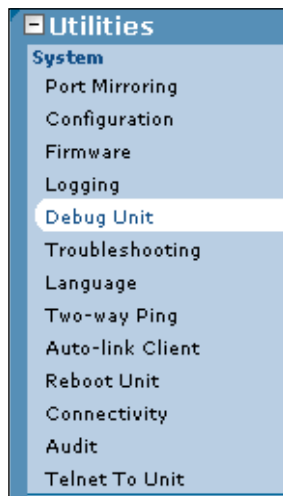 Utilities
System
Port Mirroring
Configuration
Firmware
Logging
Debug Unit
Troubleshooting
Language
Two-way Ping
Auto-link Client
Reboot Unit
Connectivity
Audit
Telnet To Unit